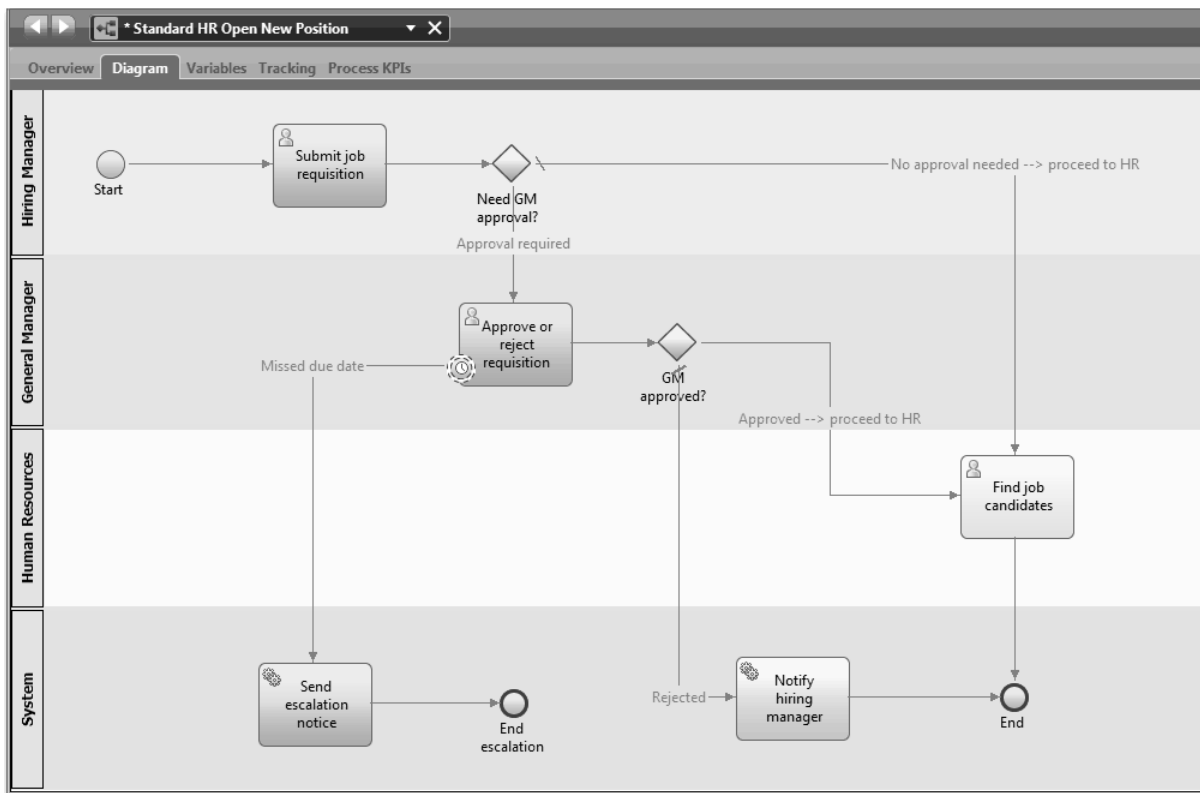 * Standard HR Open New Position
Overview Diagram Variables Tracking Process KPIs
Hiring Manager
Start
Submit job
requisition
Need GM
approval?
No approval needed --> proceed to HR
Approval required
General Manager
Approve or
reject
requisition
Missed due date
GM
approved?
Approved --> proceed to HR
Human Resources
Find job
candidates
System
Send
escalation
notice
End
escalation
Rejected
Notify
hiring
manager
End